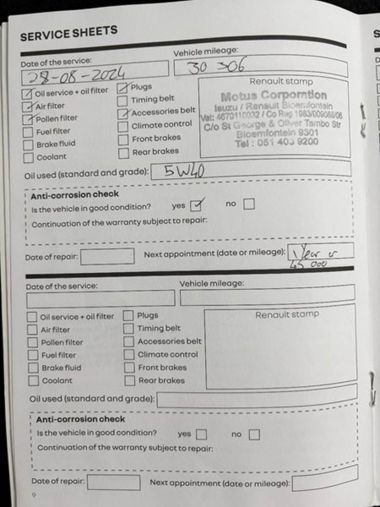 SERVICE SHEETS
Date of the service: Vehicle mileage:
28-08-2024 30 306
Oil service + oil filter Plugs Renault stamp
Air filter Timing belt
Pollen filter Accessories belt
Fuel filter Climate control
Brake fluid Front brakes
Coolant Rear brakes
Motus Corporation
Isuzu / Renault Bloemfontein
Vat: 4670110032 / Co Reg
C/o St George & Oliver Tambo Str
Bloemfontein 9301
Tel : 051 403 9200
Oil used (standard and grade): 5W40
Anti-corrosion check
Is the vehicle in good condition? yes no
Continuation of the warranty subject to repair:
Date of repair: Next appointment (date or mileage): 1 Year or
45 000
Date of the service: Vehicle mileage:
Oil service + oil filter Plugs Renault stamp
Air filter Timing belt
Pollen filter Accessories belt
Fuel filter Climate control
Brake fluid Front brakes
Coolant Rear brakes
Oil used (standard and grade):
Anti-corrosion check
Is the vehicle in good condition? yes no
Continuation of the warranty subject to repair:
Date of repair: Next appointment (date or mileage):